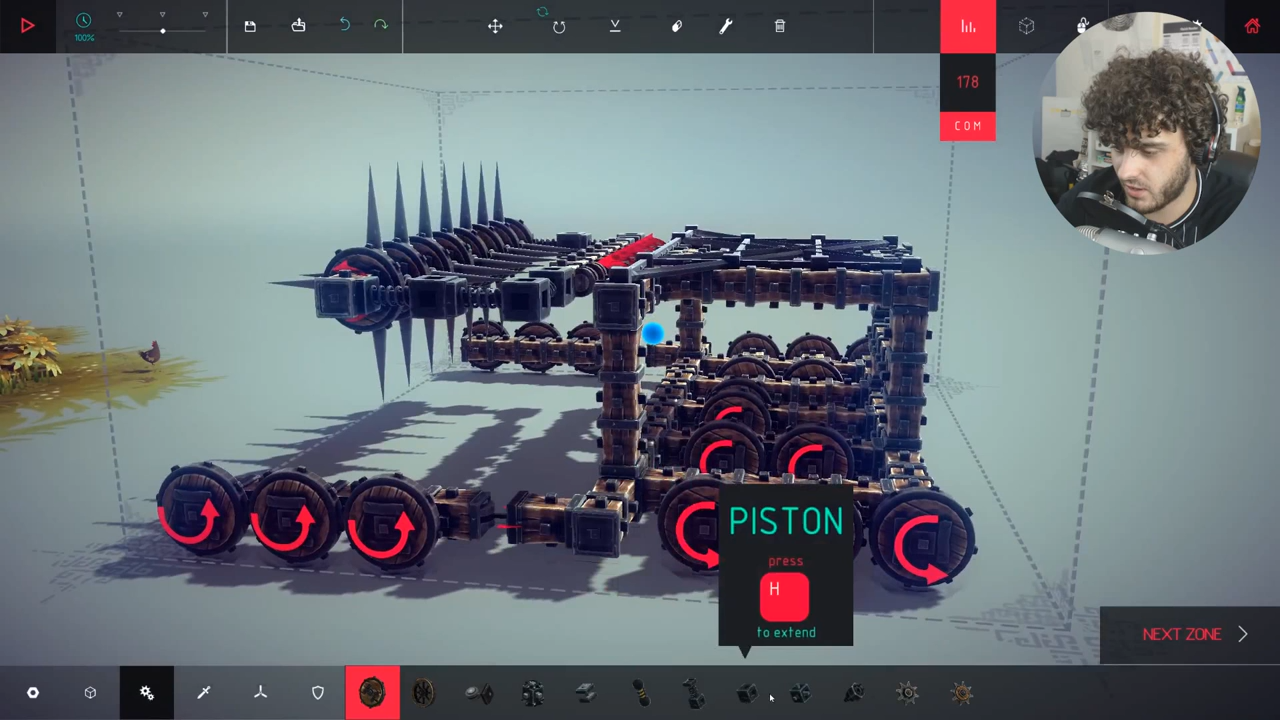 100%
178
COM
PISTON
press
H
to extend
NEXT ZONE